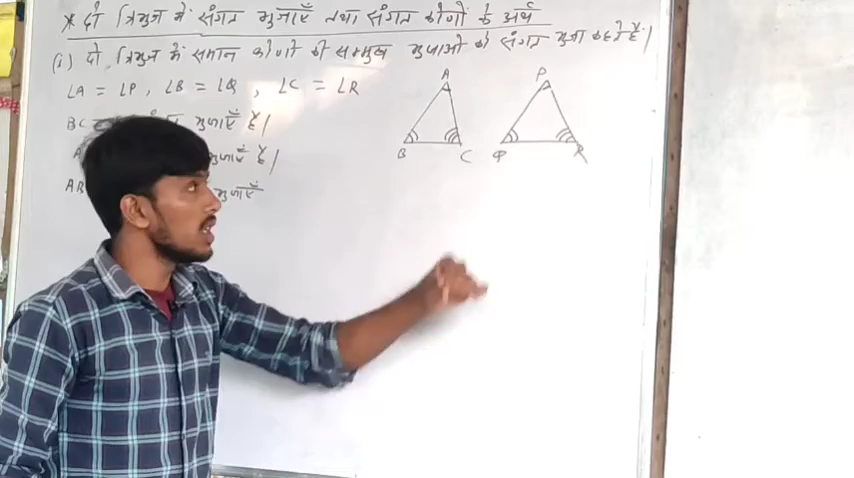 * दो त्रिभुज में संगत भुजाएँ तथा संगत कोणों के अर्थ
(i) दो त्रिभुज में समान कोणों की सम्मुख भुजाओं को संगत भुजा कहते हैं।
∠A = ∠P, ∠B = ∠Q, ∠C = ∠R
BC भुजाएँ है।
भुजाएँ है।
AB भुजाएँ
A
B
C
P
Q
R